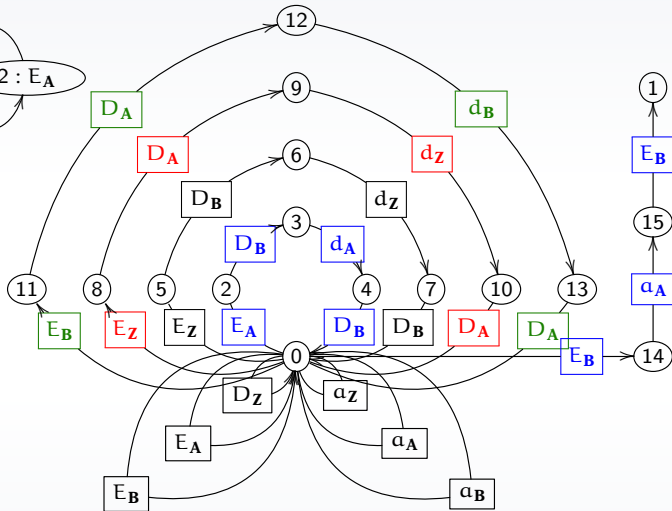 12
2 : E_A
9
1
D_A
d_B
D_A
d_Z
E_B
6
D_B
d_Z
3
15
D_B
d_A
11
8
5
2
4
7
10
13
a_A
E_B
E_Z
E_Z
E_A
D_B
D_B
D_A
D_A
0
E_B
14
D_Z
a_Z
E_A
a_A
E_B
a_B